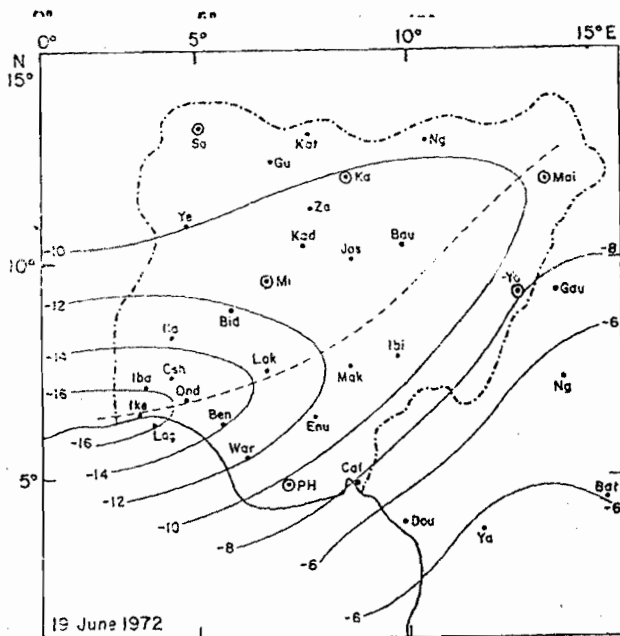 0° 5° 10° 15°E
N
15°
So
Kat
Ng
Gu
Ka
Mai
Za
Ye
Kad
Jos
Bau
-10
-8
10°
Mi
Yo
Gau
-12
Bid
-6
Ila
-14
Lok
Mak
Ibi
Ng
Osh
Iba
Ond
-16
Ike
Ben
Enu
Las
-16
War
-14
5°
PH
Cal
Bat
-6
-12
-10
Dou
Ya
-8
-6
-6
19 June 1972